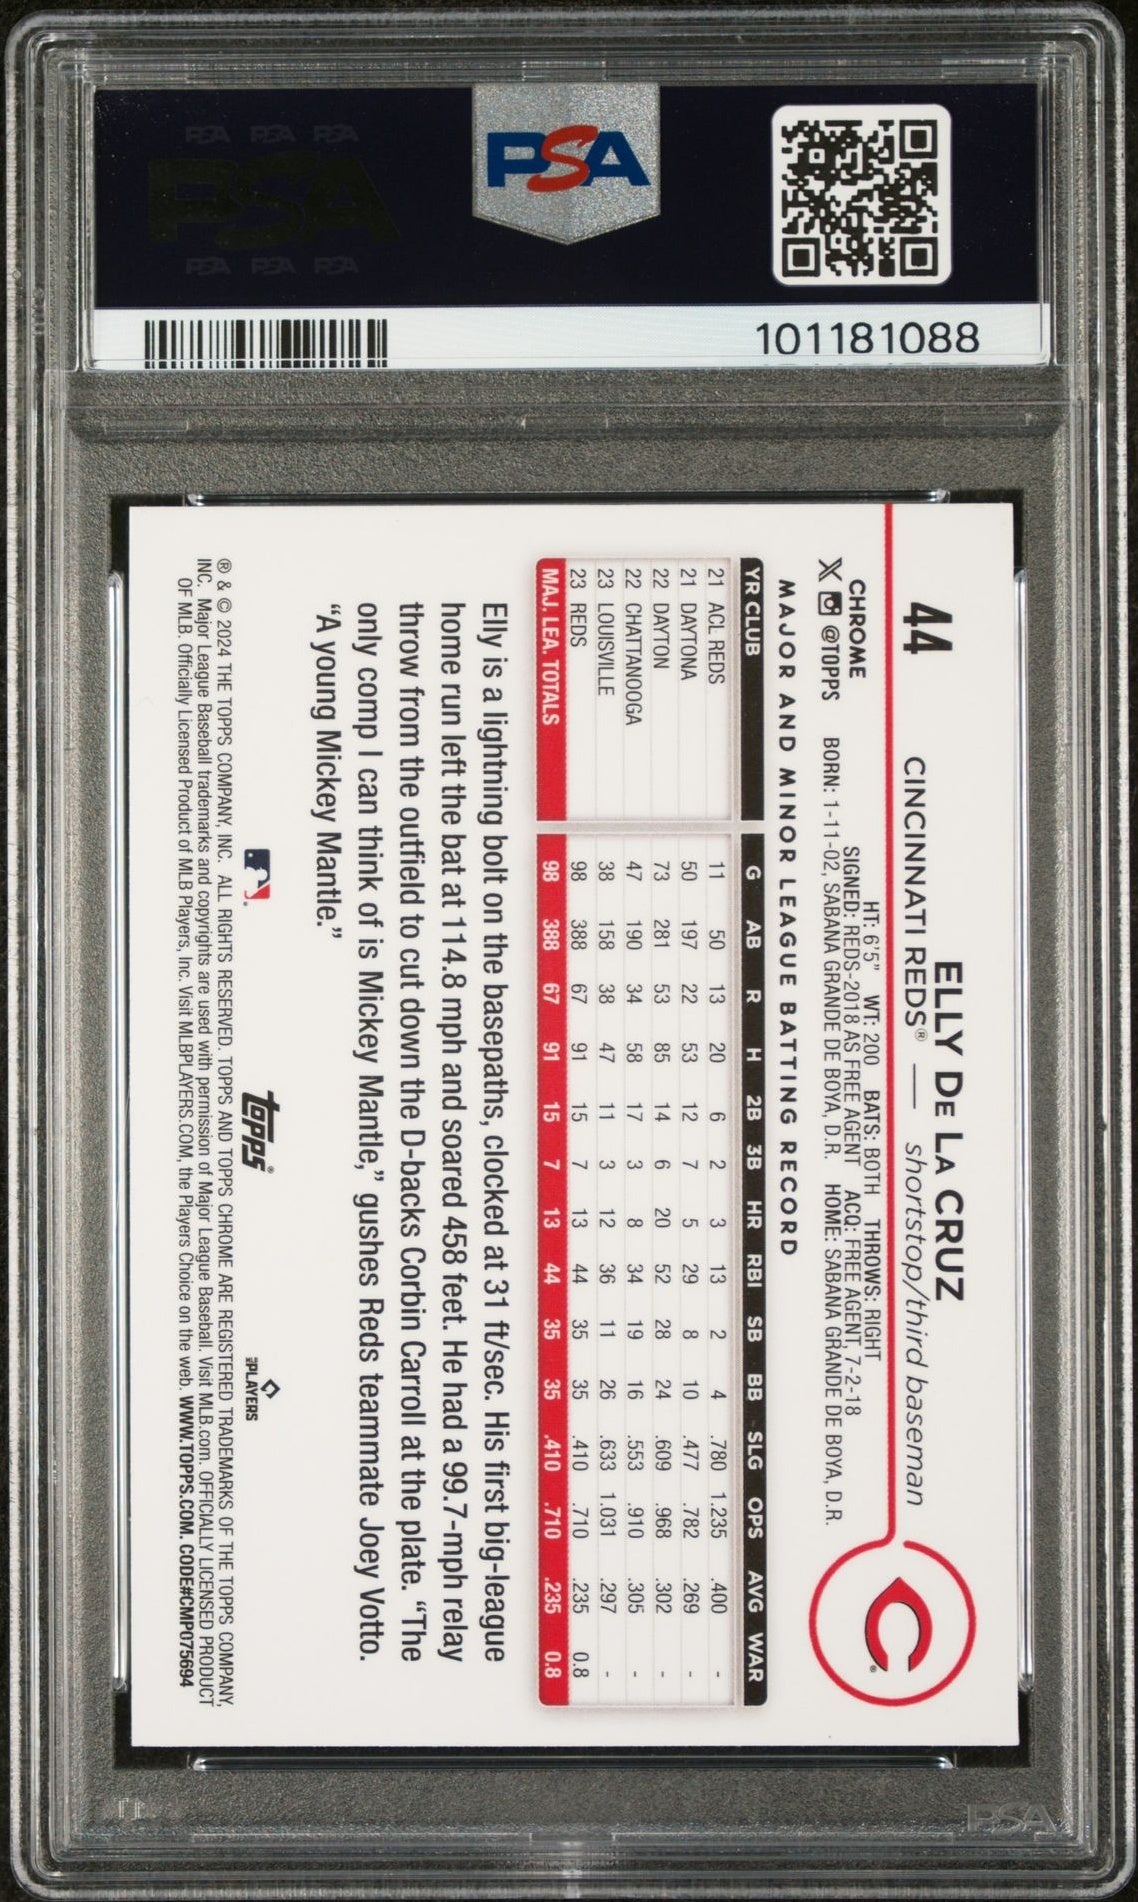 PSA PSA PSA
PSA
PSA PSA PSA
PSA
101181088
44
ELLY DE LA CRUZ
CINCINNATI REDS® — shortstop/third baseman
HT: 6'5" WT: 200 BATS: BOTH THROWS: RIGHT
CHROME SIGNED: REDS-2018 AS FREE AGENT ACQ: FREE AGENT, 7-2-18
X @TOPPS BORN: 1-11-02, SABANA GRANDE DE BOYA, D.R. HOME: SABANA GRANDE DE BOYA, D.R.
C®
MAJOR AND MINOR LEAGUE BATTING RECORD
YR CLUB G AB R H 2B 3B HR RBI SB BB SLG OPS AVG WAR
21 ACL REDS 11 50 13 20 6 2 3 13 2 4 .780 1.235 .400 -
21 DAYTONA 50 197 22 53 12 7 5 29 8 10 .477 .782 .269 -
22 DAYTON 73 281 53 85 14 6 20 52 28 24 .609 .968 .302 -
22 CHATTANOOGA 47 190 34 58 17 3 8 34 19 16 .553 .910 .305 -
23 LOUISVILLE 38 158 38 47 11 3 12 36 11 26 .633 1.031 .297 -
23 REDS 98 388 67 91 15 7 13 44 35 35 .410 .710 .235 0.8
MAJ. LEA. TOTALS 98 388 67 91 15 7 13 44 35 35 .410 .710 .235 0.8
Elly is a lightning bolt on the basepaths, clocked at 31 ft/sec. His first big-league
home run left the bat at 114.8 mph and soared 458 feet. He had a 99.7-mph relay
throw from the outfield to cut down the D-backs Corbin Carroll at the plate. “The
only comp I can think of is Mickey Mantle,” gushes Reds teammate Joey Votto.
“A young Mickey Mantle.”
topps®
PLAYERS
® & © 2024 THE TOPPS COMPANY, INC. ALL RIGHTS RESERVED. TOPPS AND TOPPS CHROME ARE REGISTERED TRADEMARKS OF THE TOPPS COMPANY,
INC. Major League Baseball trademarks and copyrights are used with permission of Major League Baseball. Visit MLB.com. OFFICIALLY LICENSED PRODUCT
OF MLB. Officially Licensed Product of MLB Players, Inc. Visit MLBPLAYERS.COM, the Players Choice on the web. WWW.TOPPS.COM. CODE#CMP075694
PSA